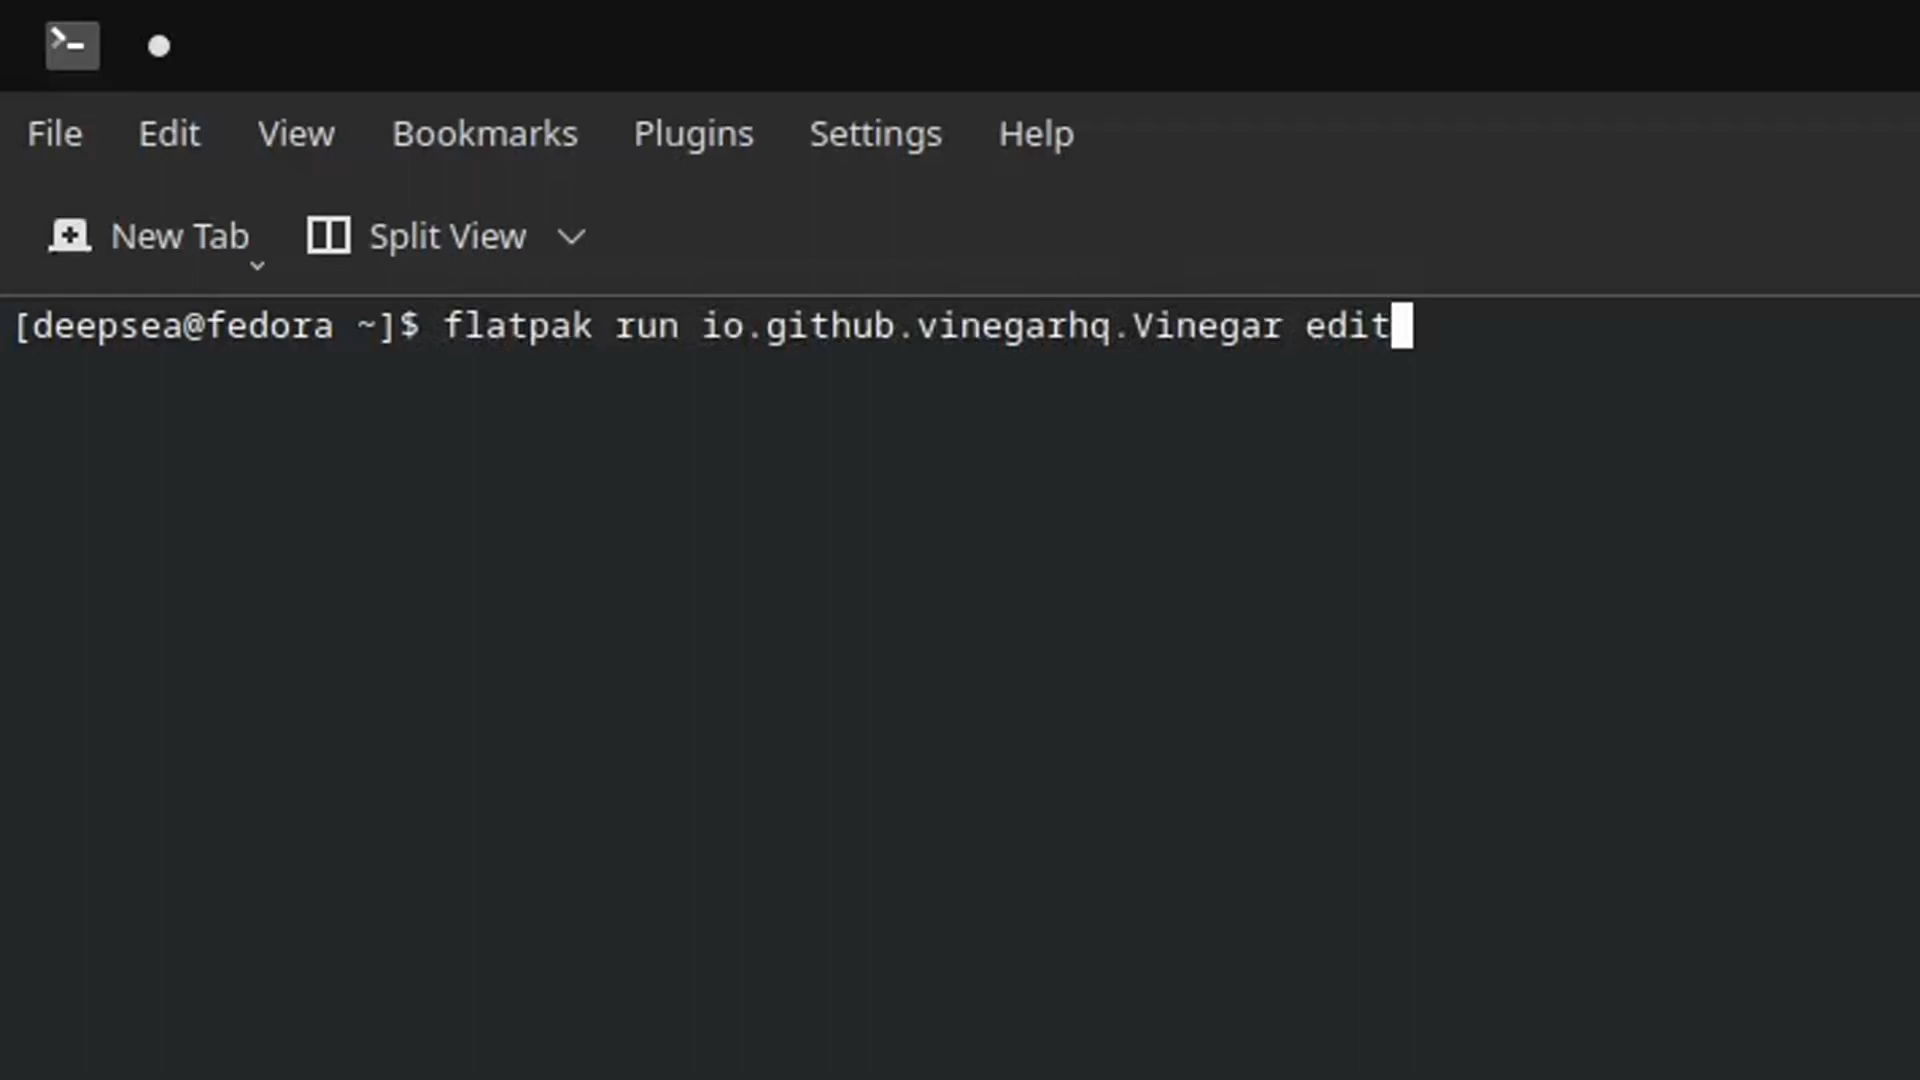 File Edit View Bookmarks Plugins Settings Help
New Tab Split View
[deepsea@fedora ~]$ flatpak run io.github.vinegarhq.Vinegar edit